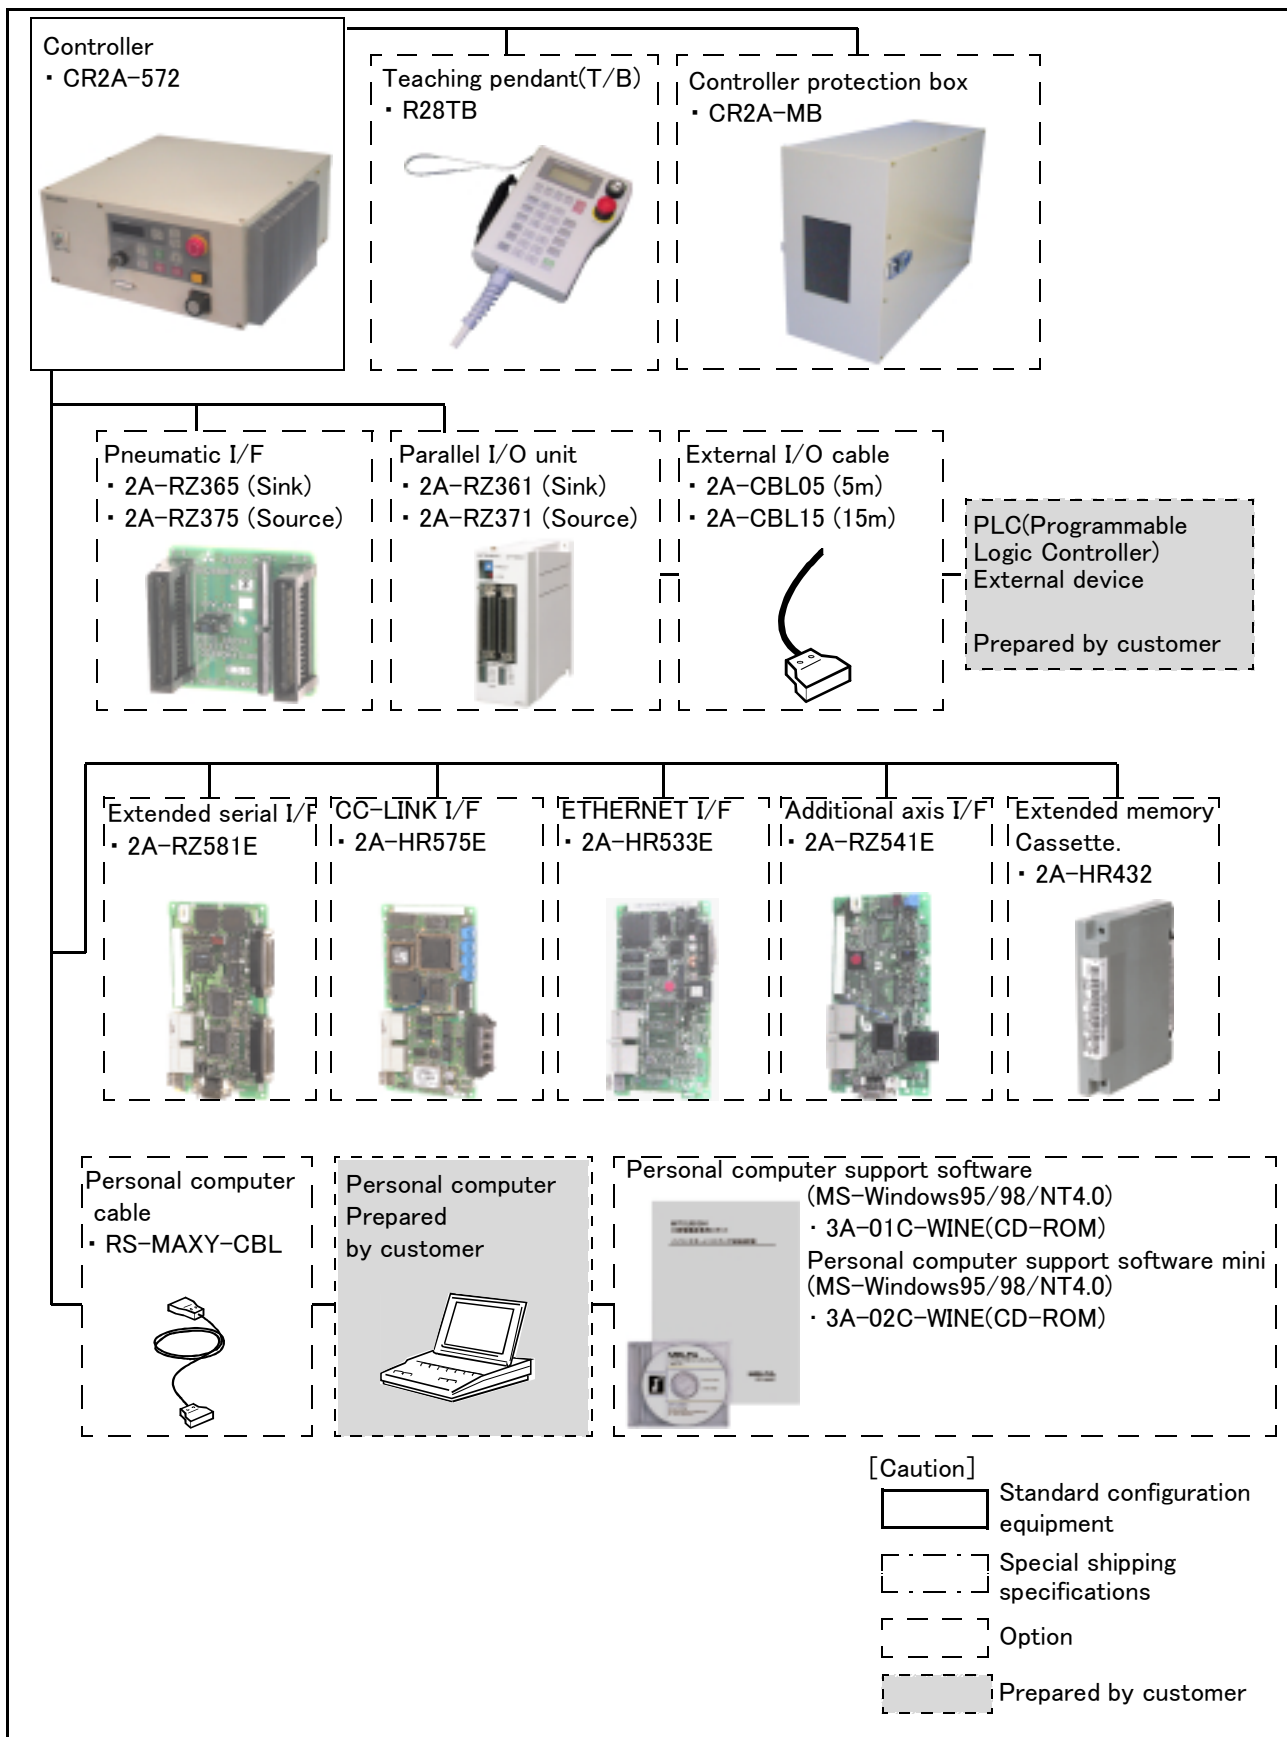 Controller
・ CR2A-572
Teaching pendant(T/B)
・ R28TB
Controller protection box
・ CR2A-MB
Pneumatic I/F
・ 2A-RZ365 (Sink)
・ 2A-RZ375 (Source)
Parallel I/O unit
・ 2A-RZ361 (Sink)
・ 2A-RZ371 (Source)
External I/O cable
・ 2A-CBL05 (5m)
・ 2A-CBL15 (15m)
PLC(Programmable
Logic Controller)
External device
Prepared by customer
Extended serial I/F
・ 2A-RZ581E
CC-LINK I/F
・ 2A-HR575E
ETHERNET I/F
・ 2A-HR533E
Additional axis I/F
・ 2A-RZ541E
Extended memory
Cassette.
・ 2A-HR432
Personal computer
cable
・ RS-MAXY-CBL
Personal computer
Prepared
by customer
Personal computer support software
(MS-Windows95/98/NT4.0)
・ 3A-01C-WINE(CD-ROM)
Personal computer support software mini
(MS-Windows95/98/NT4.0)
・ 3A-02C-WINE(CD-ROM)
[Caution]
Standard configuration
equipment
Special shipping
specifications
Option
Prepared by customer